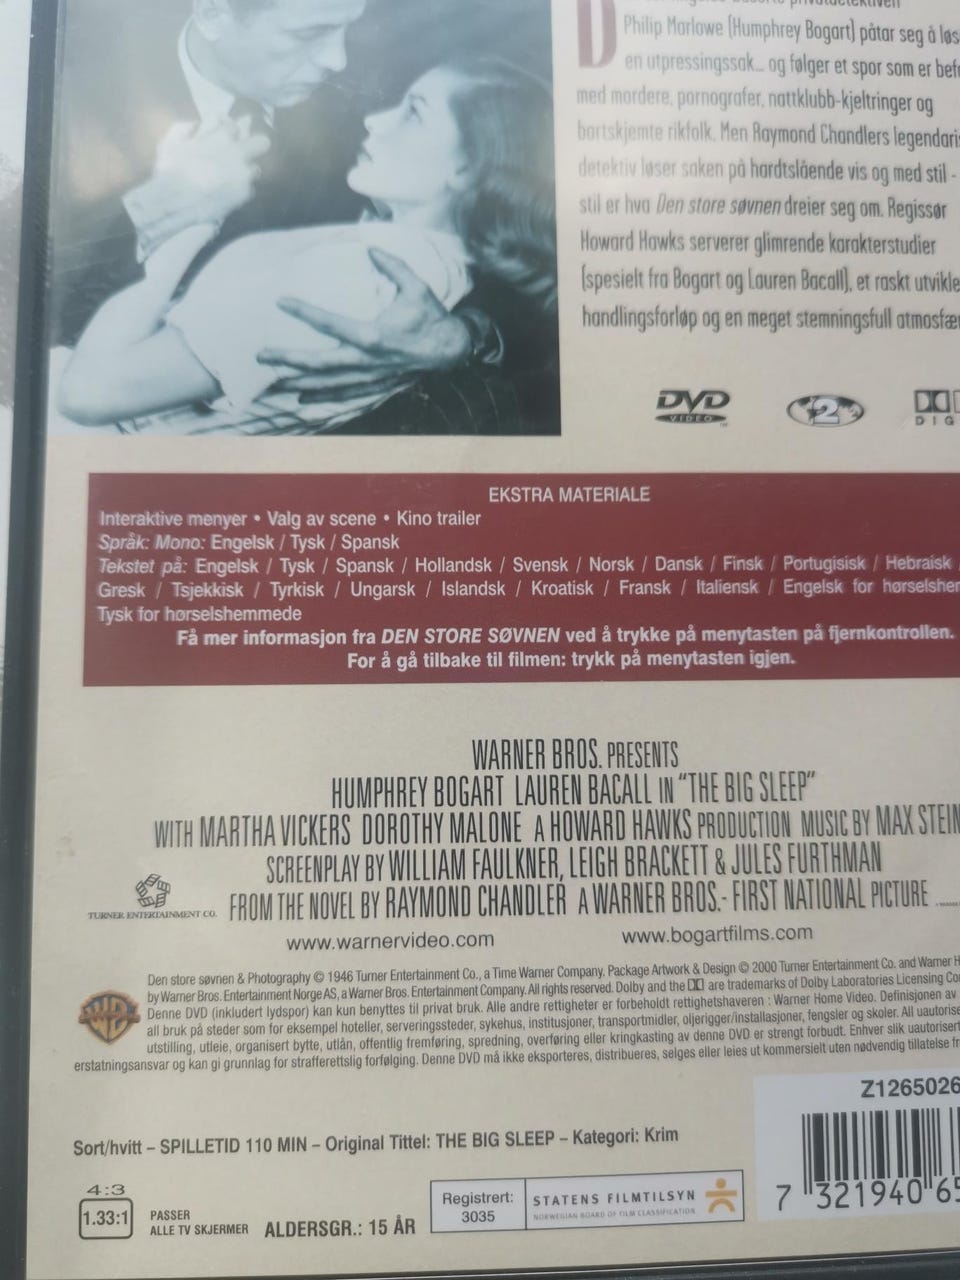 privatdetektiven
D Philip Marlowe (Humphrey Bogart) påtar seg å
en utpressingssak... og følger et spor som er
med mordere, pornografer, nattklubb-kjeltringer og
bortskjemte rikfolk. Men Raymond Chandlers
detektiv løser saken på hardtslående vis og med stil -
stil er hva Den store søvnen dreier seg om. Regissør
Howard Hawks serverer glimrende karakterstudier
(spesielt fra Bogart og Lauren Bacall), et raskt
handlingsforløp og en meget stemningsfull
DVD
VIDEO
2
DIG
EKSTRA MATERIALE
Interaktive menyer • Valg av scene • Kino trailer
Språk: Mono: Engelsk / Tysk / Spansk
Tekstet på: Engelsk / Tysk / Spansk / Hollandsk / Svensk / Norsk / Dansk / Finsk / Portugisisk / Hebraisk /
Gresk / Tsjekkisk / Tyrkisk / Ungarsk / Islandsk / Kroatisk / Fransk / Italiensk / Engelsk for
Tysk for hørselshemmede
Få mer informasjon fra DEN STORE SØVNEN ved å trykke på menytasten på fjernkontrollen.
For å gå tilbake til filmen: trykk på menytasten igjen.
WARNER BROS. PRESENTS
HUMPHREY BOGART LAUREN BACALL IN "THE BIG SLEEP"
WITH MARTHA VICKERS DOROTHY MALONE A HOWARD HAWKS PRODUCTION MUSIC BY MAX STEIN
SCREENPLAY BY WILLIAM FAULKNER, LEIGH BRACKETT & JULES FURTHMAN
FROM THE NOVEL BY RAYMOND CHANDLER A WARNER BROS.- FIRST NATIONAL PICTURE
TURNER ENTERTAINMENT CO.
www.warnervideo.com www.bogartfilms.com
Den store søvnen & Photography © 1946 Turner Entertainment Co., a Time Warner Company. Package Artwork & Design © 2000 Turner Entertainment Co. and Warner H
by Warner Bros. Entertainment Norge AS, a Warner Bros. Entertainment Company. All rights reserved. Dolby and the DD are trademarks of Dolby Laboratories Licensing
Denne DVD (inkludert lydspor) kan kun benyttes til privat bruk. Alle andre rettigheter er forbeholdt rettighetshaveren : Warner Home Video. Definisjonen av
all bruk på steder som for eksempel hoteller, serveringssteder, sykehus, institusjoner, transportmidler, oljerigger/installasjoner, fengsler og skoler. All
utstilling, utleie, organisert bytte, utlån, offentlig fremføring, spredning, overføring eller kringkasting av denne DVD er strengt forbudt. Enhver slik
erstatningsansvar og kan gi grunnlag for strafferettslig forfølging. Denne DVD må ikke eksporteres, distribueres, selges eller leies ut kommersielt uten nødvendig tillatelse
WB
Z1265026
Sort/hvitt – SPILLETID 110 MIN – Original Tittel: THE BIG SLEEP – Kategori: Krim
7 321940 65
4:3
1.33:1
PASSER
ALLE TV SKJERMER
ALDERSGR.: 15 ÅR
Registrert:
3035
STATENS FILMTILSYN
NORWEGIAN BOARD OF FILM CLASSIFICATION